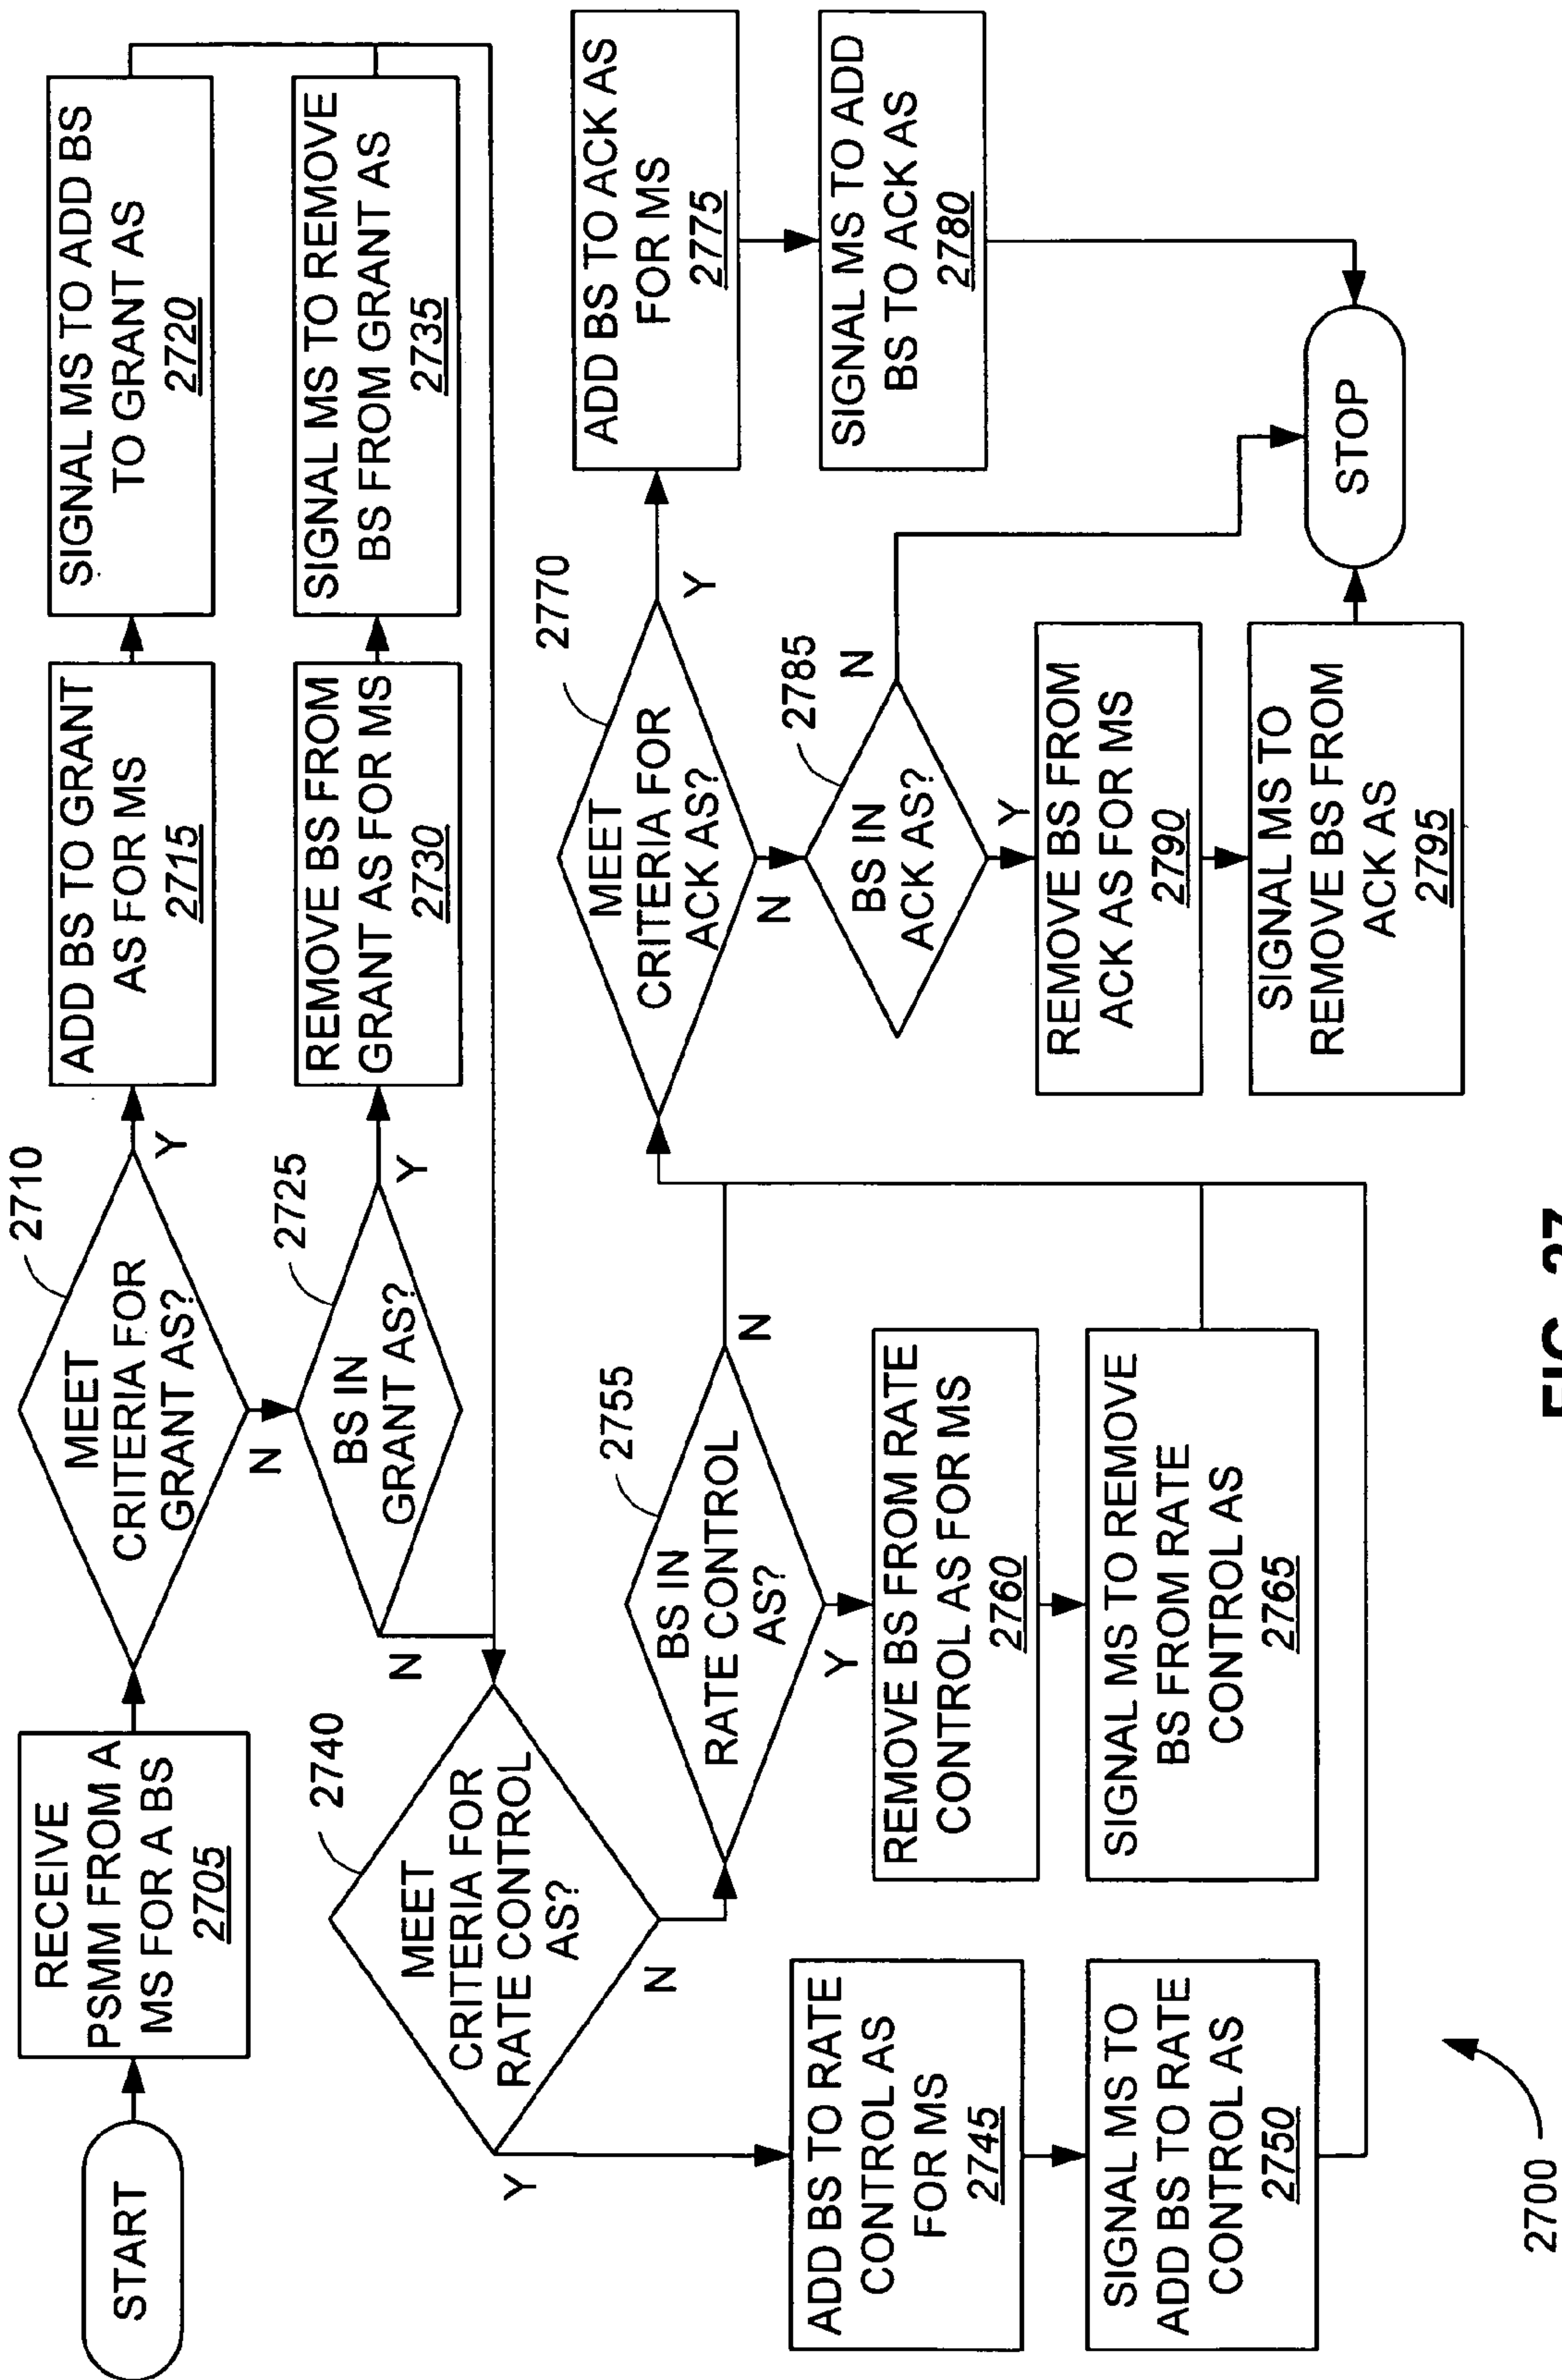 START
RECEIVE
PSMM FROM A
MS FOR A BS
2705
2710
MEET
CRITERIA FOR
GRANT AS?
Y
N
ADD BS TO GRANT
AS FOR MS
2715
SIGNAL MS TO ADD BS
TO GRANT AS
2720
2725
BS IN
GRANT AS?
Y
N
REMOVE BS FROM
GRANT AS FOR MS
2730
SIGNAL MS TO REMOVE
BS FROM GRANT AS
2735
2740
MEET
CRITERIA FOR
RATE CONTROL
AS?
Y
N
ADD BS TO RATE
CONTROL AS
FOR MS
2745
SIGNAL MS TO
ADD BS TO RATE
CONTROL AS
2750
2755
BS IN
RATE CONTROL
AS?
N
Y
REMOVE BS FROM RATE
CONTROL AS FOR MS
2760
SIGNAL MS TO REMOVE
BS FROM RATE
CONTROL AS
2765
2770
MEET
CRITERIA FOR
ACK AS?
Y
N
ADD BS TO ACK AS
FOR MS
2775
SIGNAL MS TO ADD
BS TO ACK AS
2780
2785
BS IN
ACK AS?
N
Y
REMOVE BS FROM
ACK AS FOR MS
2790
SIGNAL MS TO
REMOVE BS FROM
ACK AS
2795
STOP
2700
FIG. 27